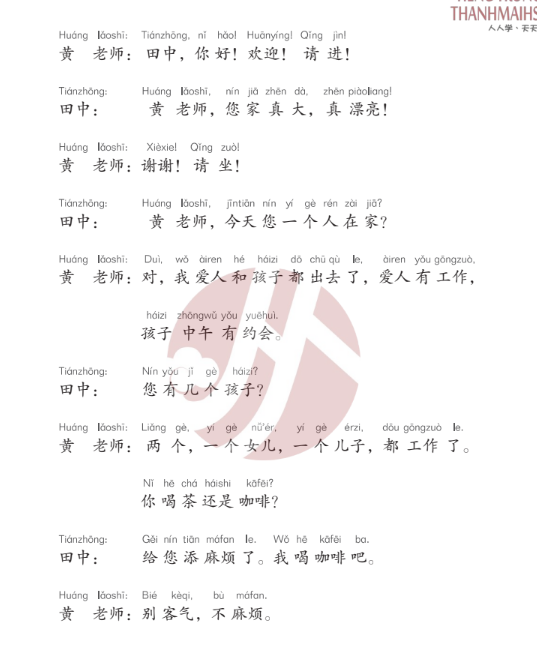 THANHMAIHS
Huáng lǎoshī: Tiánzhōng, nǐ hǎo! Huānyíng! Qǐng jìn!
黄 老师：田中，你好！欢迎！请 进！
Tiánzhōng: Huáng lǎoshī, nín jiā zhēn dà, zhēn piàoliang!
田中： 黄 老师，您 家 真 大，真 漂亮！
Huáng lǎoshī: Xièxie! Qǐng zuò!
黄 老师：谢谢！请 坐！
Tiánzhōng: Huáng lǎoshī, jīntiān nín yí gè rén zài jiā?
田中： 黄 老师，今天 您 一 个 人 在 家？
Huáng lǎoshī: Duì, wǒ àiren hé háizi dō chū qù le, àiren yǒu gōngzuò,
黄 老师：对，我 爱人 和 孩子 都 出 去 了，爱人 有 工作，
háizi zhōngwǔ yǒu yuēhuì.
孩子 中午 有 约会。
Tiánzhōng: Nín yǒu jǐ gè háizi?
田中： 您 有 几 个 孩子？
Huáng lǎoshī: Liǎng gè, yí gè nǚ'ér, yí gè érzi, dōu gōngzuò le.
黄 老师：两 个，一 个 女儿，一 个 儿子，都 工作 了。
Nǐ hē chá háishi kāfēi?
你 喝 茶 还是 咖啡？
Tiánzhōng: Gěi nín tiān máfan le. Wǒ hē kāfēi ba.
田中： 给 您 添 麻烦 了。我 喝 咖啡 吧。
Huáng lǎoshī: Bié kèqi, bù máfan.
黄 老师：别 客气，不 麻烦。